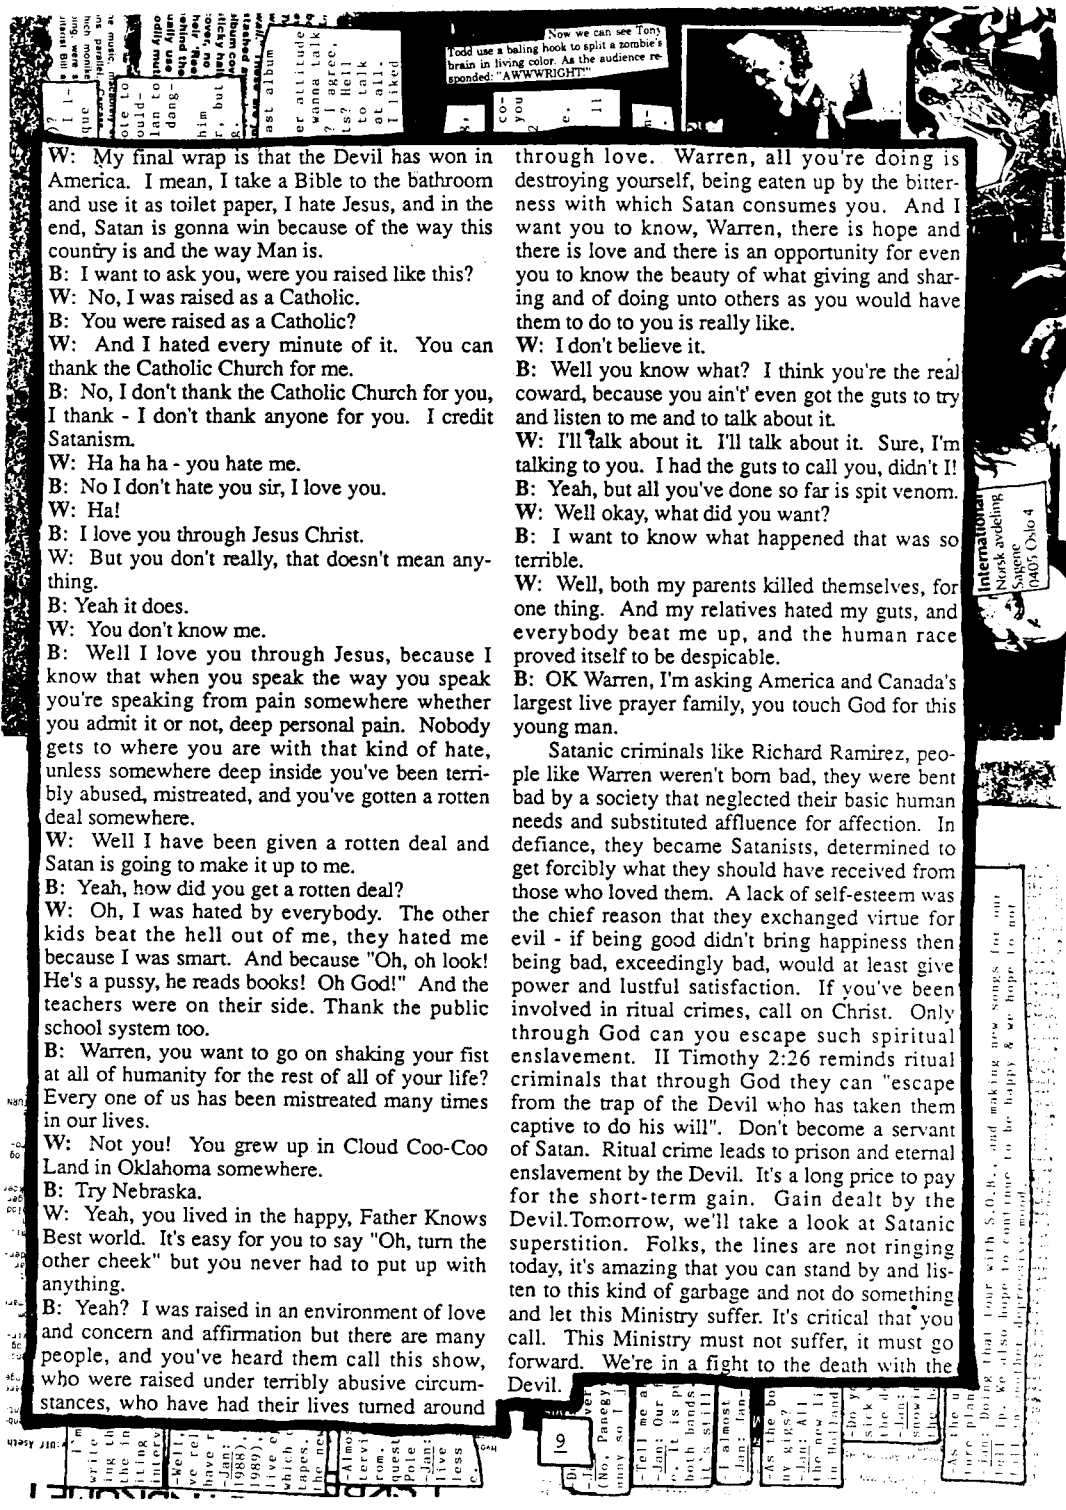 Now we can see Tony
Todd use a baling hook to split a zombie's
brain in living color. As the audience re-
sponded: "AWWWRIGHT!"
W: My final wrap is that the Devil has won in
America. I mean, I take a Bible to the bathroom
and use it as toilet paper, I hate Jesus, and in the
end, Satan is gonna win because of the way this
country is and the way Man is.
B: I want to ask you, were you raised like this?
W: No, I was raised as a Catholic.
B: You were raised as a Catholic?
W: And I hated every minute of it. You can
thank the Catholic Church for me.
B: No, I don't thank the Catholic Church for you,
I thank - I don't thank anyone for you. I credit
Satanism.
W: Ha ha ha - you hate me.
B: No I don't hate you sir, I love you.
W: Ha!
B: I love you through Jesus Christ.
W: But you don't really, that doesn't mean any-
thing.
B: Yeah it does.
W: You don't know me.
B: Well I love you through Jesus, because I
know that when you speak the way you speak
you're speaking from pain somewhere whether
you admit it or not, deep personal pain. Nobody
gets to where you are with that kind of hate,
unless somewhere deep inside you've been terri-
bly abused, mistreated, and you've gotten a rotten
deal somewhere.
W: Well I have been given a rotten deal and
Satan is going to make it up to me.
B: Yeah, how did you get a rotten deal?
W: Oh, I was hated by everybody. The other
kids beat the hell out of me, they hated me
because I was smart. And because "Oh, oh look!
He's a pussy, he reads books! Oh God!" And the
teachers were on their side. Thank the public
school system too.
B: Warren, you want to go on shaking your fist
at all of humanity for the rest of all of your life?
Every one of us has been mistreated many times
in our lives.
W: Not you! You grew up in Cloud Coo-Coo
Land in Oklahoma somewhere.
B: Try Nebraska.
W: Yeah, you lived in the happy, Father Knows
Best world. It's easy for you to say "Oh, turn the
other cheek" but you never had to put up with
anything.
B: Yeah? I was raised in an environment of love
and concern and affirmation but there are many
people, and you've heard them call this show,
who were raised under terribly abusive circum-
stances, who have had their lives turned around
through love. Warren, all you're doing is
destroying yourself, being eaten up by the bitter-
ness with which Satan consumes you. And I
want you to know, Warren, there is hope and
there is love and there is an opportunity for even
you to know the beauty of what giving and shar-
ing and of doing unto others as you would have
them to do to you is really like.
W: I don't believe it.
B: Well you know what? I think you're the real
coward, because you ain't' even got the guts to try
and listen to me and to talk about it.
W: I'll talk about it. I'll talk about it. Sure, I'm
talking to you. I had the guts to call you, didn't I!
B: Yeah, but all you've done so far is spit venom.
W: Well okay, what did you want?
B: I want to know what happened that was so
terrible.
W: Well, both my parents killed themselves, for
one thing. And my relatives hated my guts, and
everybody beat me up, and the human race
proved itself to be despicable.
B: OK Warren, I'm asking America and Canada's
largest live prayer family, you touch God for this
young man.
Satanic criminals like Richard Ramirez, peo-
ple like Warren weren't born bad, they were bent
bad by a society that neglected their basic human
needs and substituted affluence for affection. In
defiance, they became Satanists, determined to
get forcibly what they should have received from
those who loved them. A lack of self-esteem was
the chief reason that they exchanged virtue for
evil - if being good didn't bring happiness then
being bad, exceedingly bad, would at least give
power and lustful satisfaction. If you've been
involved in ritual crimes, call on Christ. Only
through God can you escape such spiritual
enslavement. II Timothy 2:26 reminds ritual
criminals that through God they can "escape
from the trap of the Devil who has taken them
captive to do his will". Don't become a servant
of Satan. Ritual crime leads to prison and eternal
enslavement by the Devil. It's a long price to pay
for the short-term gain. Gain dealt by the
Devil.Tomorrow, we'll take a look at Satanic
superstition. Folks, the lines are not ringing
today, it's amazing that you can stand by and lis-
ten to this kind of garbage and not do something
and let this Ministry suffer. It's critical that you
call. This Ministry must not suffer, it must go
forward. We're in a fight to the death with the
Devil.
International
Norsk avdeling
Sagene
0405 Oslo 4
9